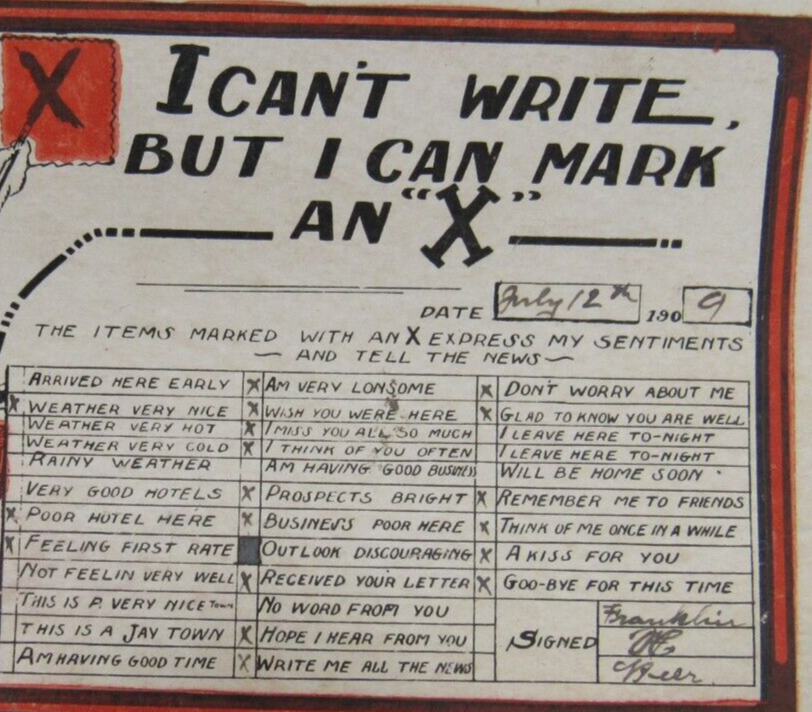 X
I CAN'T WRITE,
BUT I CAN MARK
AN "X"
DATE July 12th 190 9
THE ITEMS MARKED WITH AN X EXPRESS MY SENTIMENTS
— AND TELL THE NEWS —
ARRIVED HERE EARLY
X WEATHER VERY NICE
WEATHER VERY HOT
WEATHER VERY COLD
RAINY WEATHER
VERY GOOD HOTELS
X POOR HOTEL HERE
X FEELING FIRST RATE
NOT FEELIN VERY WELL
THIS IS A VERY NICE TOWN
THIS IS A JAY TOWN
AM HAVING GOOD TIME
X AM VERY LONSOME
X WISH YOU WERE HERE
X I MISS YOU ALL SO MUCH
X I THINK OF YOU OFTEN
AM HAVING GOOD BUSINESS
X PROSPECTS BRIGHT
X BUSINESS POOR HERE
OUTLOOK DISCOURAGING
X RECEIVED YOUR LETTER
NO WORD FROM YOU
X HOPE I HEAR FROM YOU
X WRITE ME ALL THE NEWS
X DON'T WORRY ABOUT ME
X GLAD TO KNOW YOU ARE WELL
I LEAVE HERE TO-NIGHT
I LEAVE HERE TO-NIGHT
WILL BE HOME SOON
X REMEMBER ME TO FRIENDS
X THINK OF ME ONCE IN A WHILE
X A KISS FOR YOU
X GOO-BYE FOR THIS TIME
SIGNED
Franklin